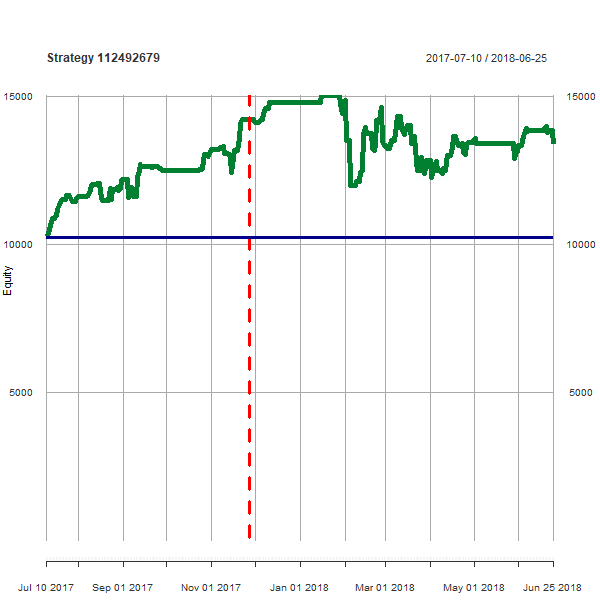 Strategy 112492679
2017-07-10 / 2018-06-25
15000
15000
10000
10000
Equity
5000
5000
Jul 10 2017
Sep 01 2017
Nov 01 2017
Jan 01 2018
Mar 01 2018
May 01 2018
Jun 25 2018